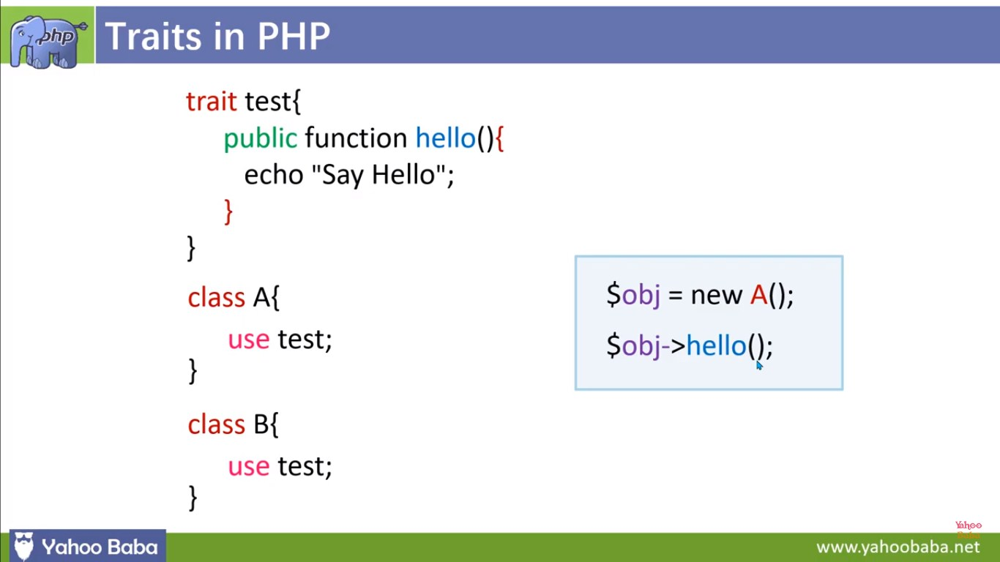 php
Traits in PHP
trait test{
public function hello(){
echo "Say Hello";
}
}
class A{
use test;
}
$obj = new A();
$obj->hello();
class B{
use test;
}
Yahoo
Baba
Yahoo Baba
www.yahoobaba.net